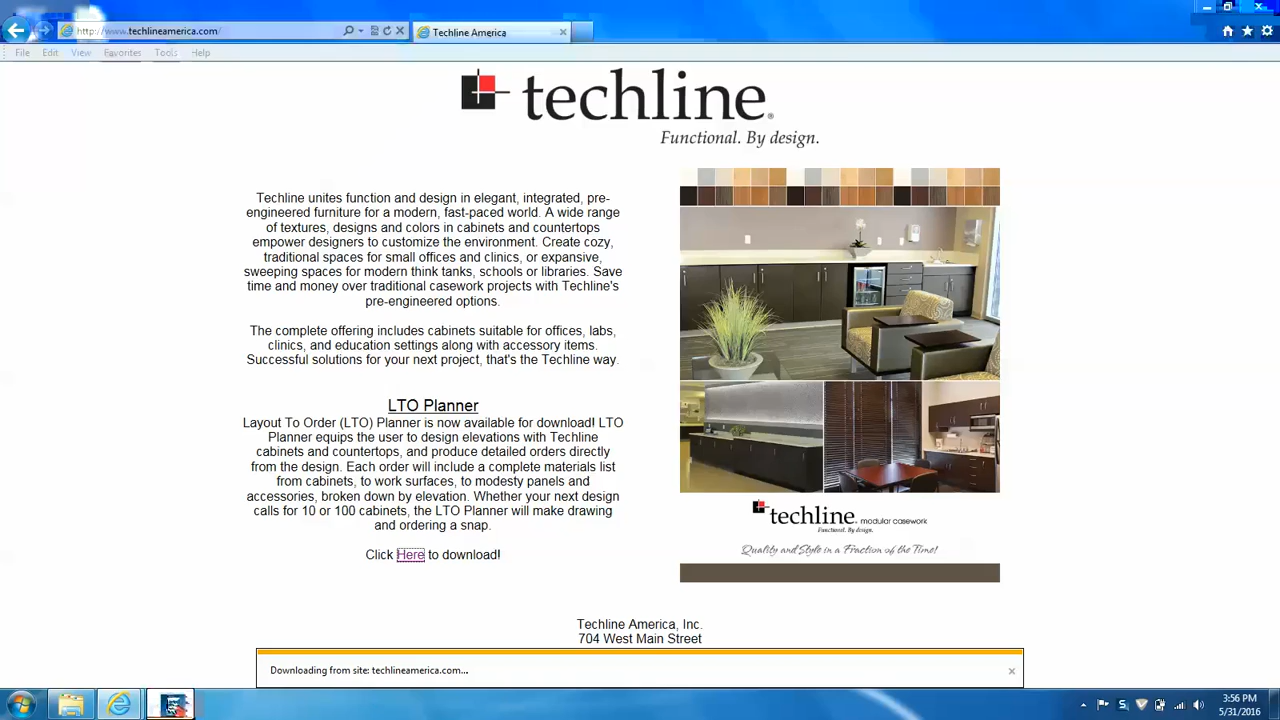 http://www.techlineamerica.com/
Techline America
File Edit View Favorites Tools Help
techline®
Functional. By design.
Techline unites function and design in elegant, integrated, pre-
engineered furniture for a modern, fast-paced world. A wide range
of textures, designs and colors in cabinets and countertops
empower designers to customize the environment. Create cozy,
traditional spaces for small offices and clinics, or expansive,
sweeping spaces for modern think tanks, schools or libraries. Save
time and money over traditional casework projects with Techline's
pre-engineered options.
The complete offering includes cabinets suitable for offices, labs,
clinics, and education settings along with accessory items.
Successful solutions for your next project, that's the Techline way.
LTO Planner
Layout To Order (LTO) Planner is now available for download! LTO
Planner equips the user to design elevations with Techline
cabinets and countertops, and produce detailed orders directly
from the design. Each order will include a complete materials list
from cabinets, to work surfaces, to modesty panels and
accessories, broken down by elevation. Whether your next design
calls for 10 or 100 cabinets, the LTO Planner will make drawing
and ordering a snap.
Click Here to download!
techline® modular casework
Functional. By design.
Quality and Style in a Fraction of the Time!
Techline America, Inc.
704 West Main Street
Downloading from site: techlineamerica.com...
3:56 PM
5/31/2016